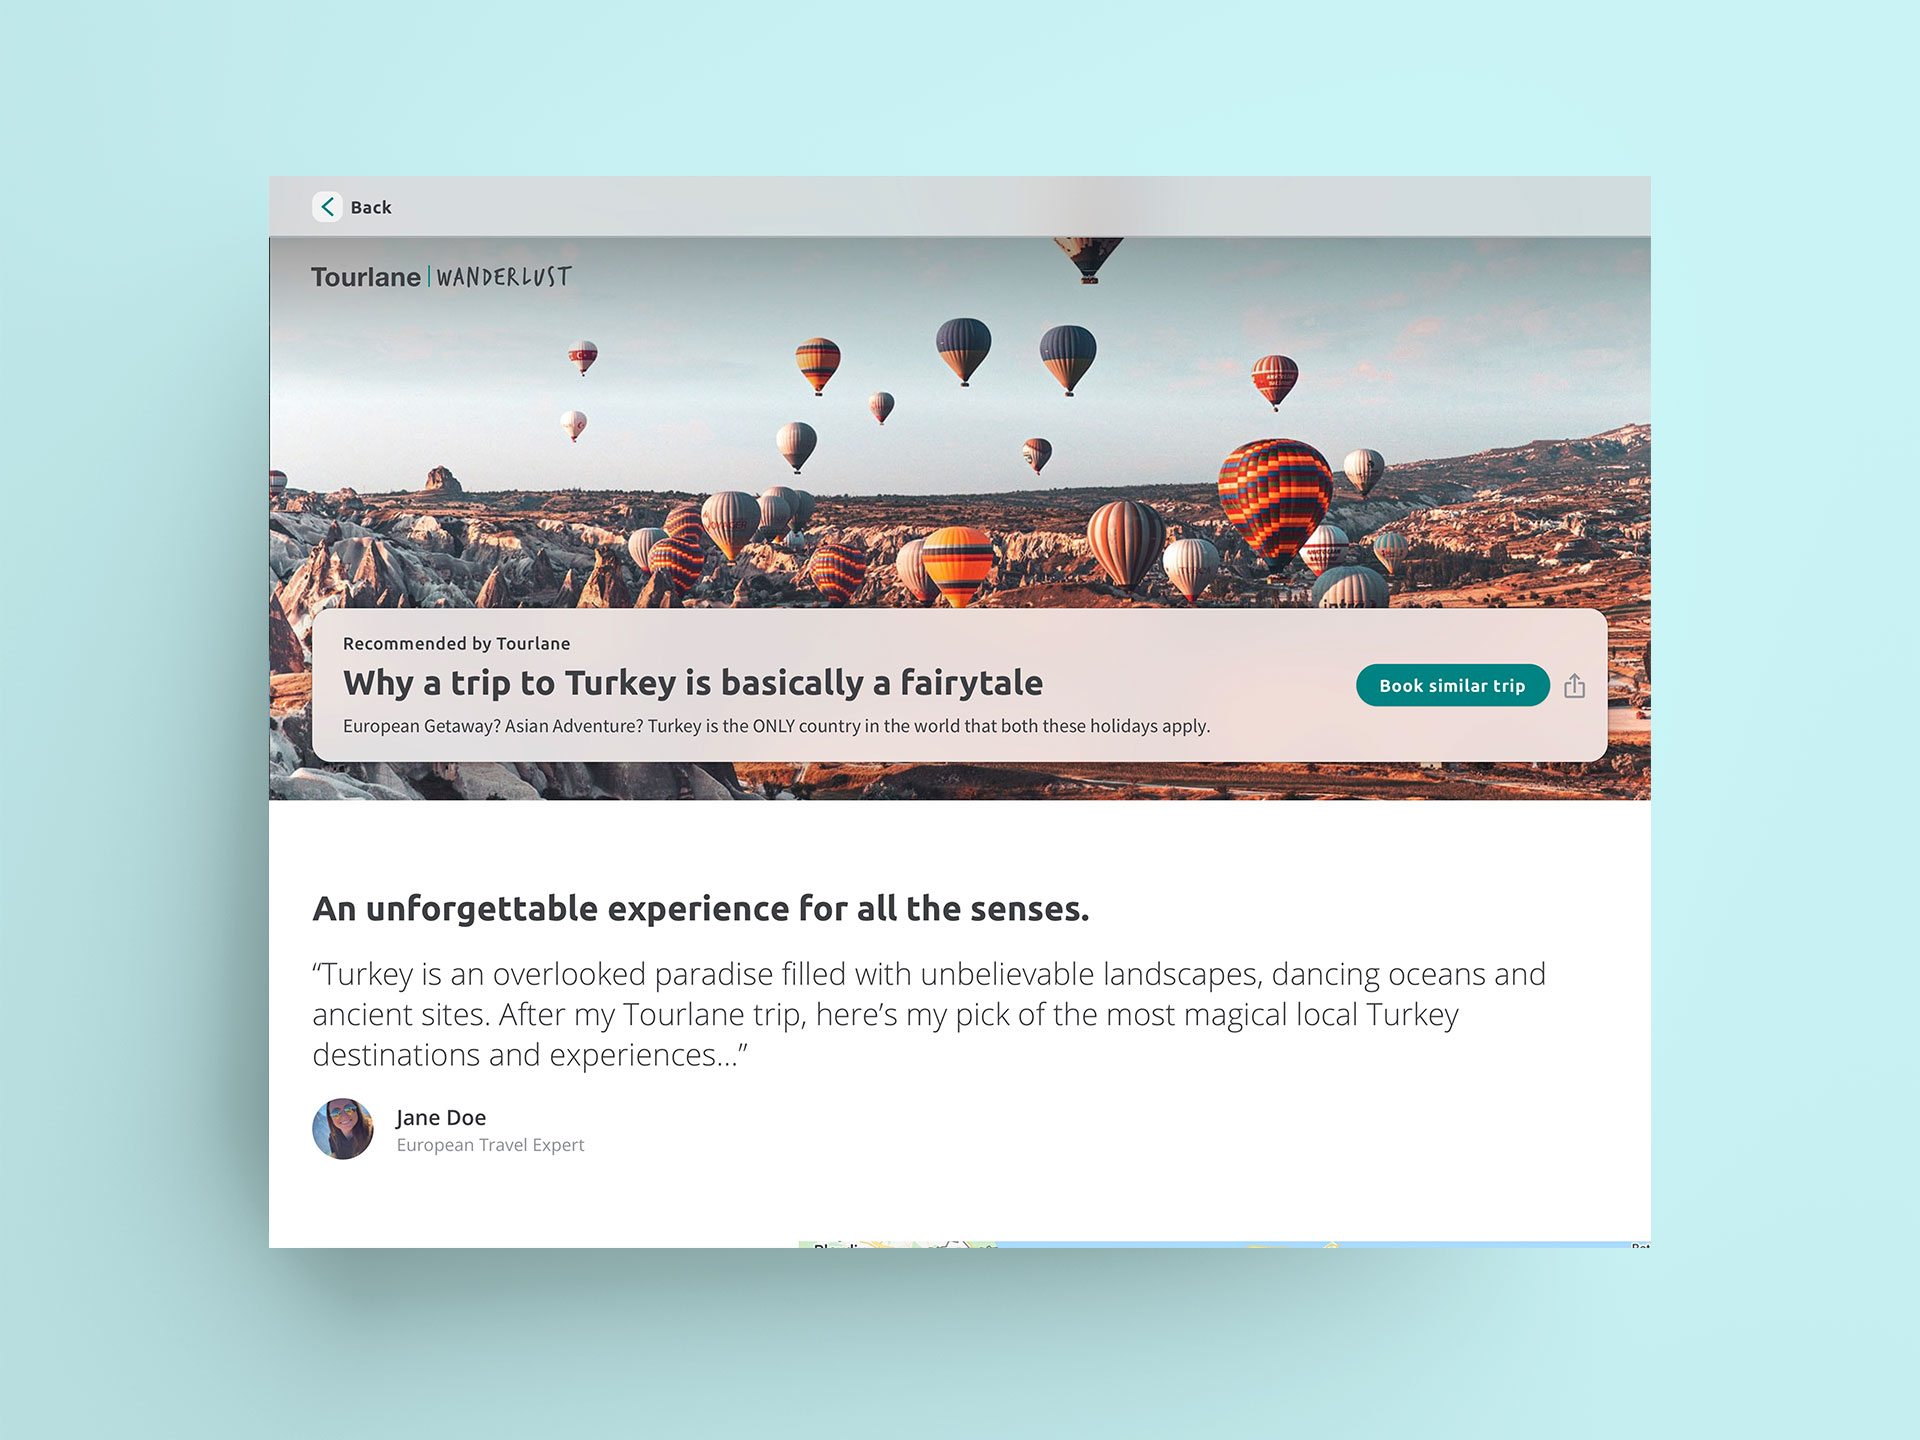 Back
Tourlane | WANDERLUST
VOYAGER
Recommended by Tourlane
Why a trip to Turkey is basically a fairytale
European Getaway? Asian Adventure? Turkey is the ONLY country in the world that both these holidays apply.
Book similar trip
An unforgettable experience for all the senses.
“Turkey is an overlooked paradise filled with unbelievable landscapes, dancing oceans and
ancient sites. After my Tourlane trip, here’s my pick of the most magical local Turkey
destinations and experiences...”
Jane Doe
European Travel Expert